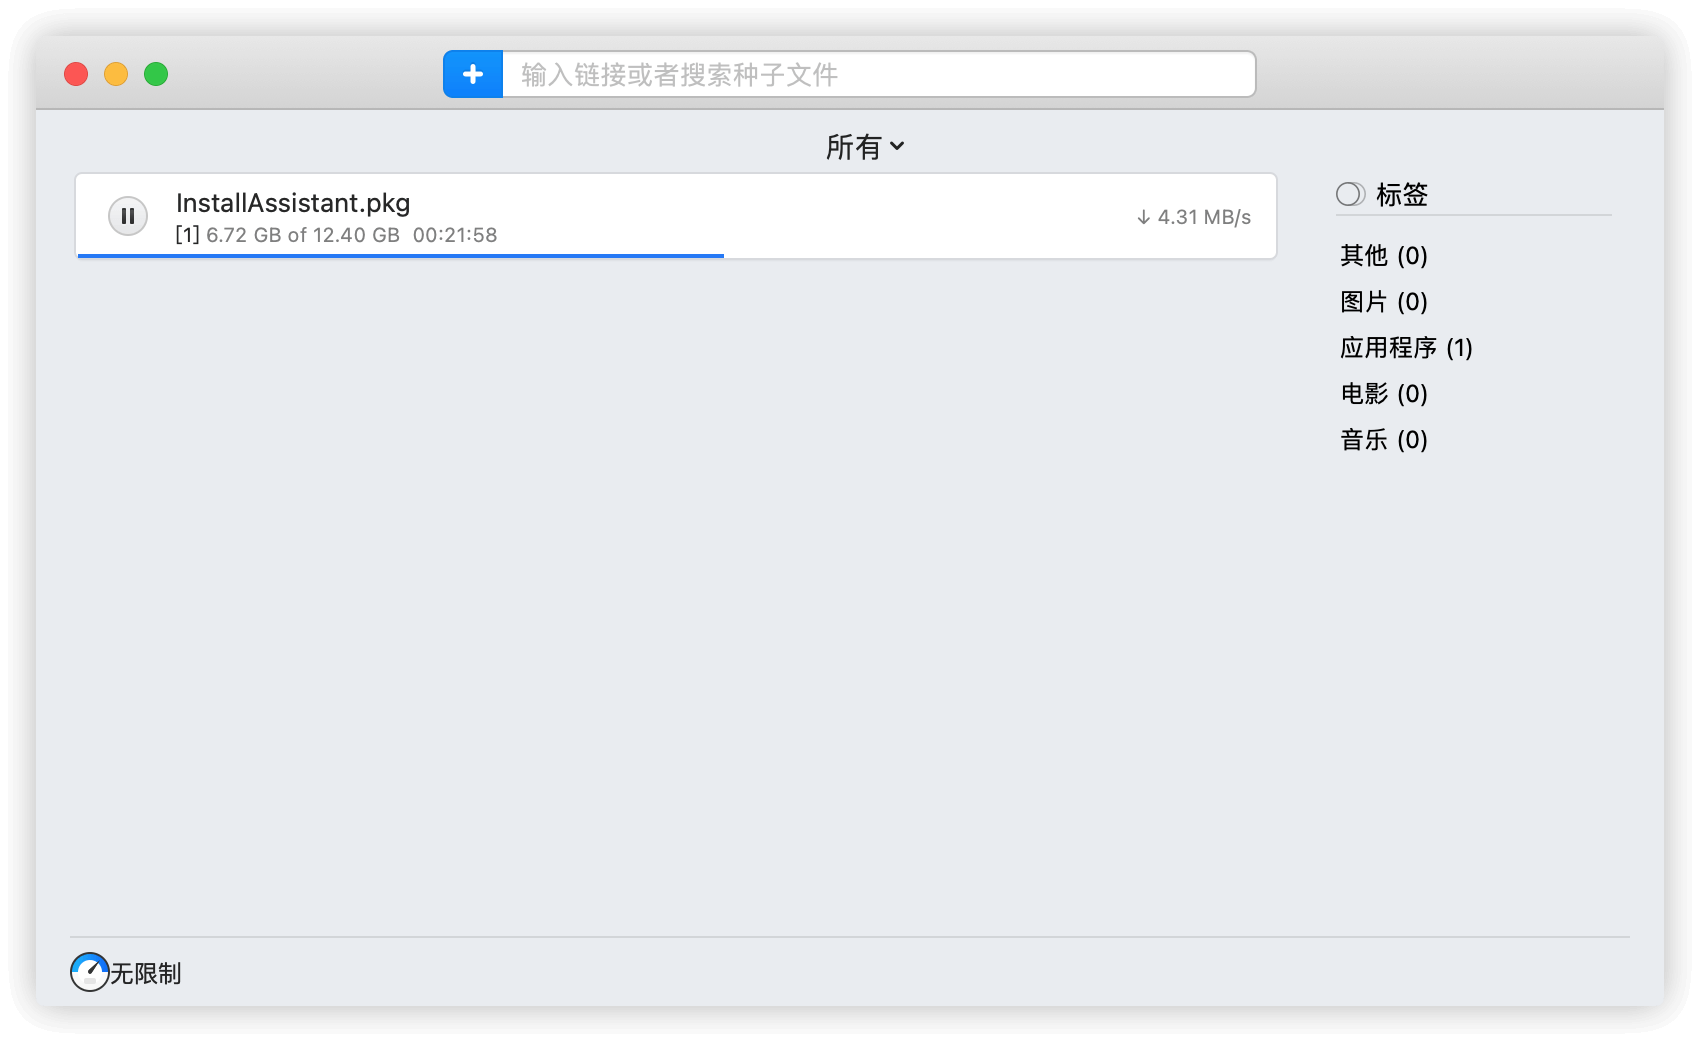 输入链接或者搜索种子文件
所有
InstallAssistant.pkg
[1] 6.72 GB of 12.40 GB 00:21:58
↓ 4.31 MB/s
标签
其他 (0)
图片 (0)
应用程序 (1)
电影 (0)
音乐 (0)
无限制